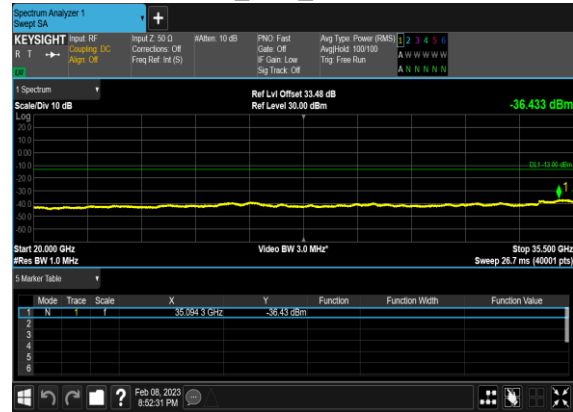 Spectrum Analyzer 1
Swept SA
+
KEYSIGHT Input: RF Input Z: 50 Ω #Atten: 10 dB PNO: Fast Avg Type: Power (RMS) 1 2 3 4 5 6
R T Coupling: DC Corrections: Off Gate: Off Avg|Hold: 100/100 A W W W W W
Align: Off Freq Ref: Int (S) IF Gain: Low Trig: Free Run
Sig Track: Off A N N N N N
1 Spectrum
Ref Lvl Offset 33.48 dB
Scale/Div 10 dB Ref Level 30.00 dBm -36.433 dBm
Log
20.0
10.0
0.00
-10.0 DL1 -13.00 dBm
-20.0
-30.0 1
-40.0
-50.0
-60.0
Start 20.000 GHz Video BW 3.0 MHz* Stop 35.500 GHz
#Res BW 1.0 MHz Sweep 26.7 ms (40001 pts)
5 Marker Table
Mode Trace Scale X Y Function Function Width Function Value
1 N 1 f 35.094 3 GHz -36.43 dBm
2
3
4
5
6
? Feb 08, 2023
8:52:31 PM